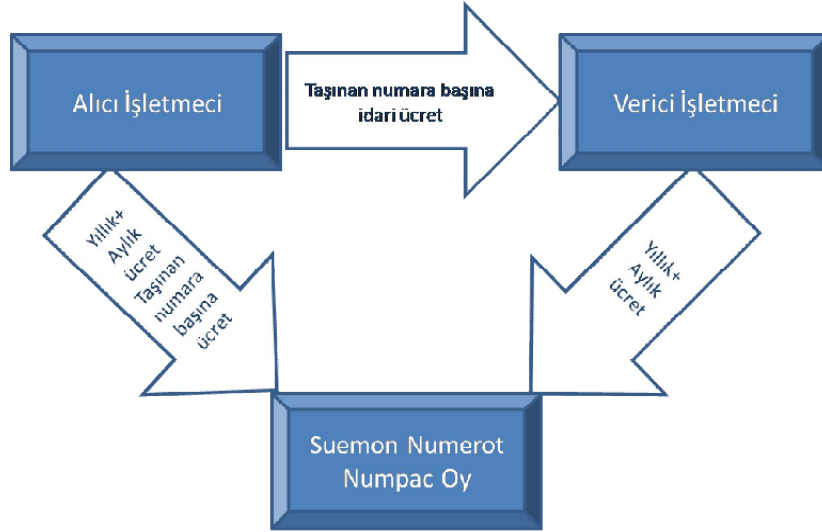 Alıcı İşletmeci
Taşınan numara başına
idari ücret
Verici İşletmeci
Yıllık+
Aylık
ücret
Taşınan
numara
başına
ücret
Yıllık+
Aylık
ücret
Suemon Numerot
Numpac Oy